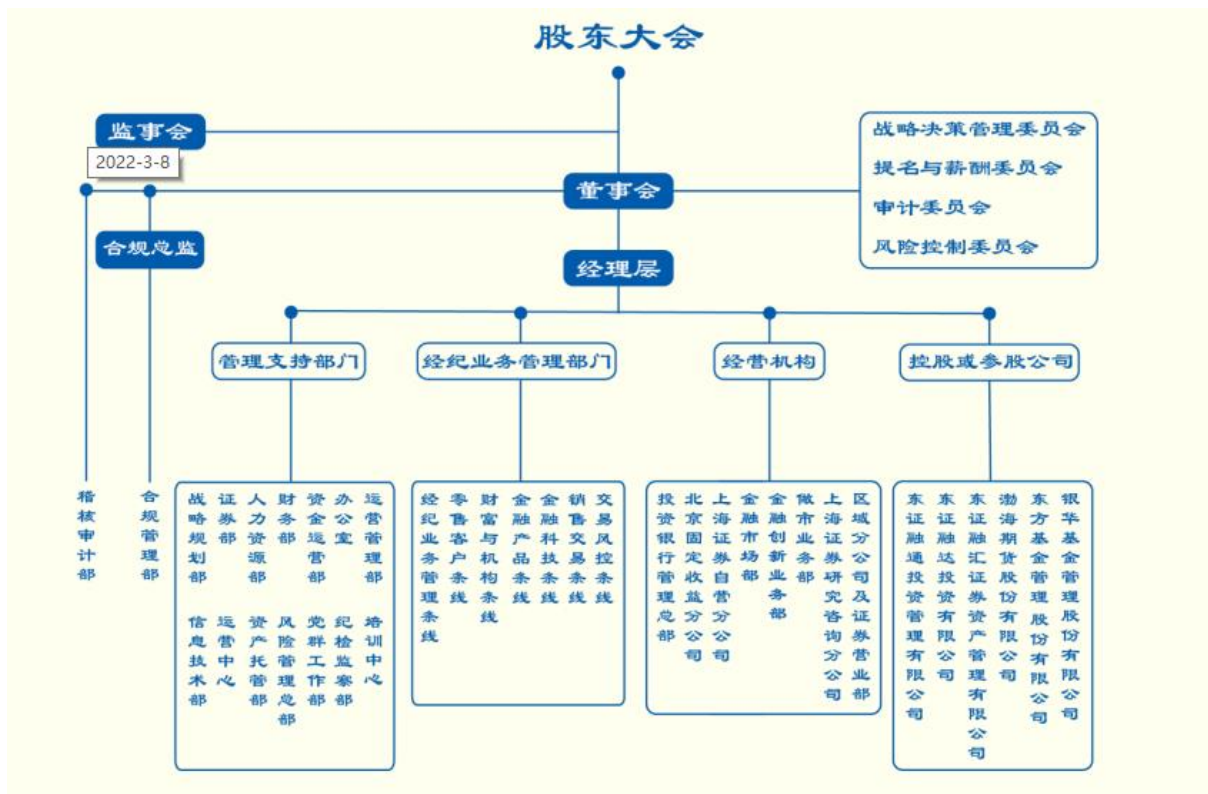 股东大会
监事会
2022-3-8
董事会
战略决策管理委员会
提名与薪酬委员会
审计委员会
风险控制委员会
合规总监
经理层
管理支持部门
经纪业务管理部门
经营机构
控股或参股公司
稽核审计部
合规管理部
战略规划部
证券部
人力资源部
财务部
资金运营部
办公室
运营管理部
信息技术部
运营中心
资产托管部
风险管理总部
党群工作部
纪检监察部
培训中心
经纪业务管理条线
零售客户条线
财富与机构条线
金融产品条线
金融科技条线
销售交易条线
交易风控条线
投资银行管理总部
北京固定收益分公司
上海证券自营分公司
金融市场部
金融创新业务部
做市业务部
上海证券研究咨询分公司
区域分公司及证券营业部
东证融通投资管理有限公司
东证融达投资有限公司
东证融汇证券资产管理有限公司
渤海期货股份有限公司
东方基金管理股份有限公司
银华基金管理股份有限公司